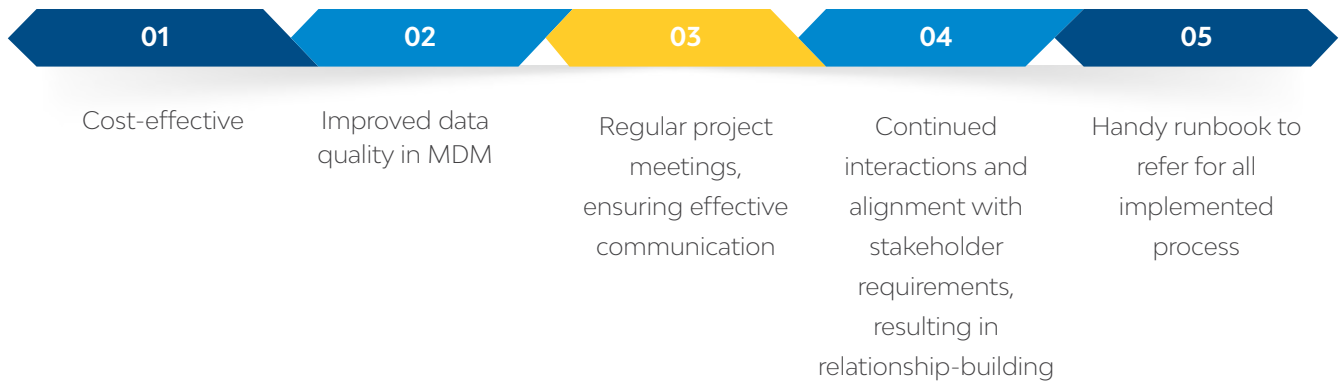 01
Cost-effective
02
Improved data
quality in MDM
03
Regular project
meetings,
ensuring effective
communication
04
Continued
interactions and
alignment with
stakeholder
requirements,
resulting in
relationship-building
05
Handy runbook to
refer for all
implemented
process